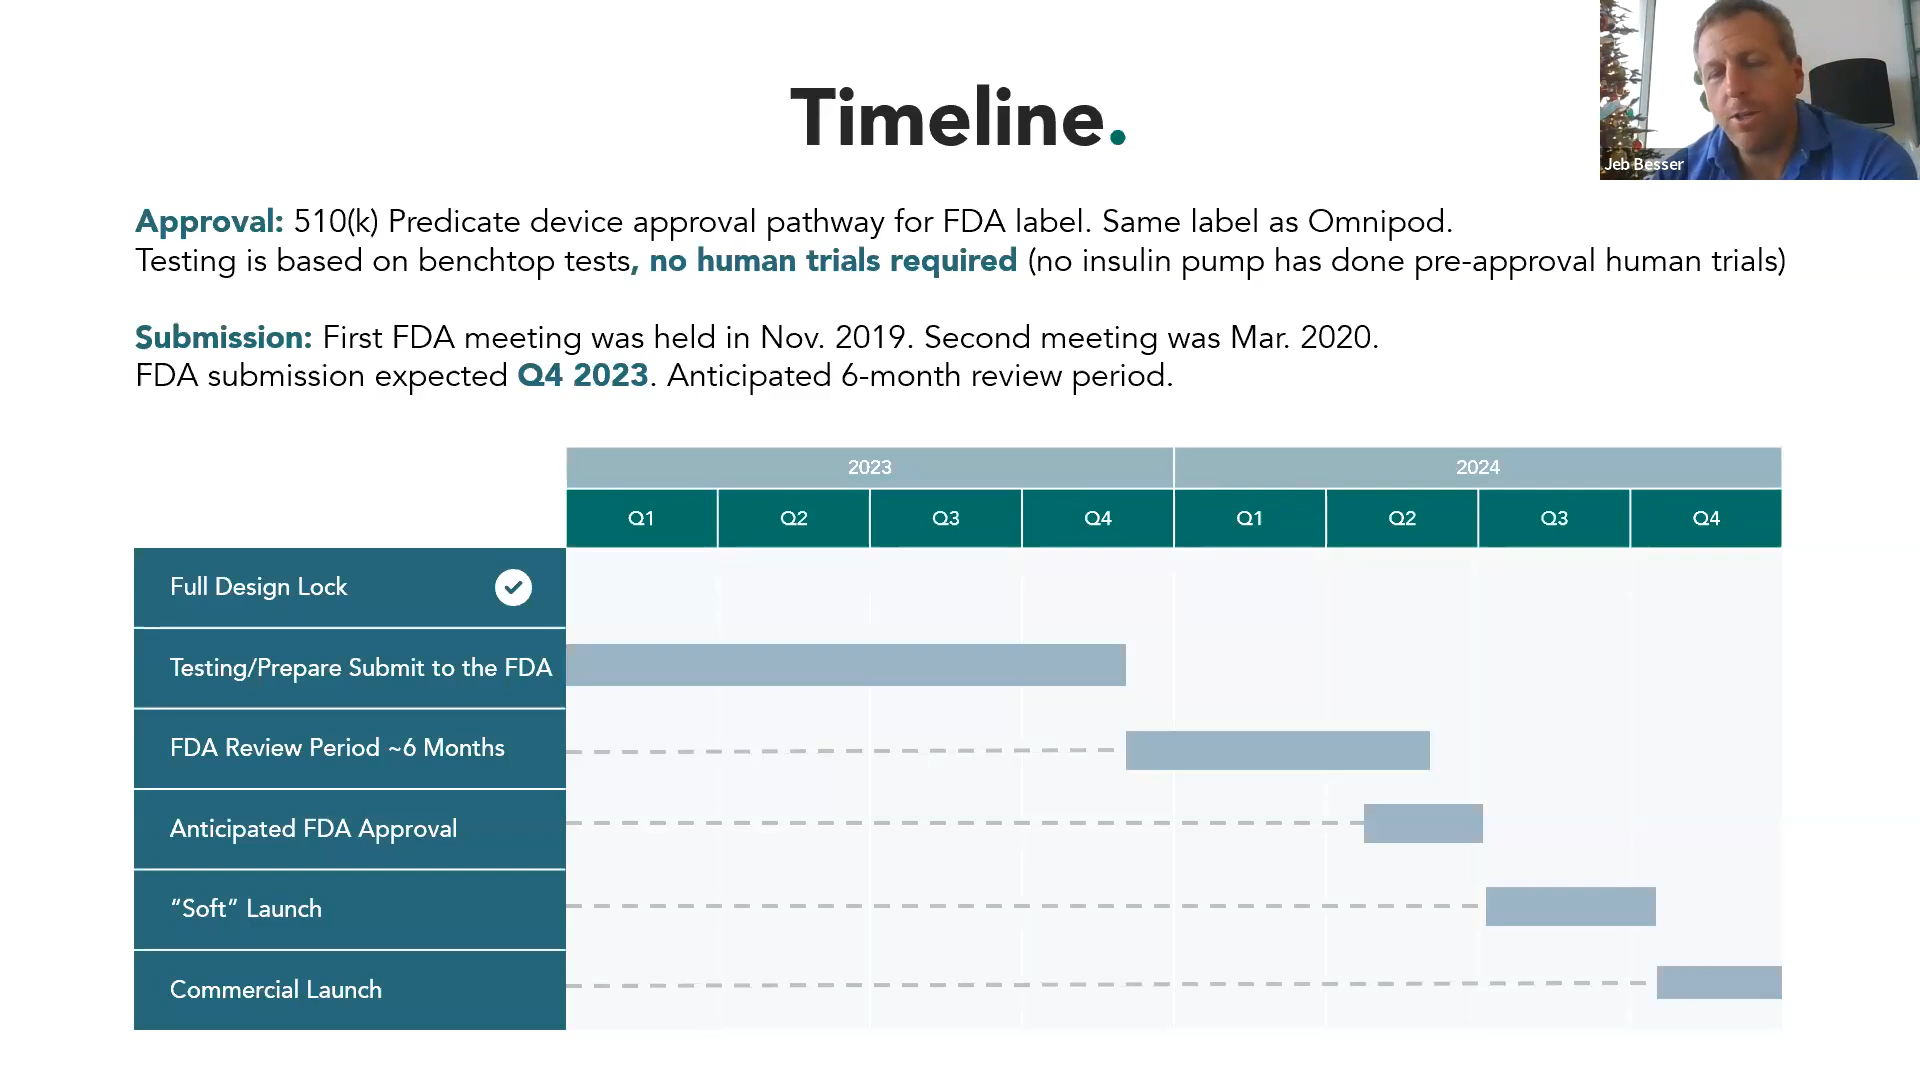 Timeline.
Jeb Besser
Approval: 510(k) Predicate device approval pathway for FDA label. Same label as Omnipod.
Testing is based on benchtop tests, no human trials required (no insulin pump has done pre-approval human trials)
Submission: First FDA meeting was held in Nov. 2019. Second meeting was Mar. 2020.
FDA submission expected Q4 2023. Anticipated 6-month review period.
2023 2024
Q1 Q2 Q3 Q4 Q1 Q2 Q3 Q4
Full Design Lock
Testing/Prepare Submit to the FDA
FDA Review Period ~6 Months
Anticipated FDA Approval
“Soft” Launch
Commercial Launch